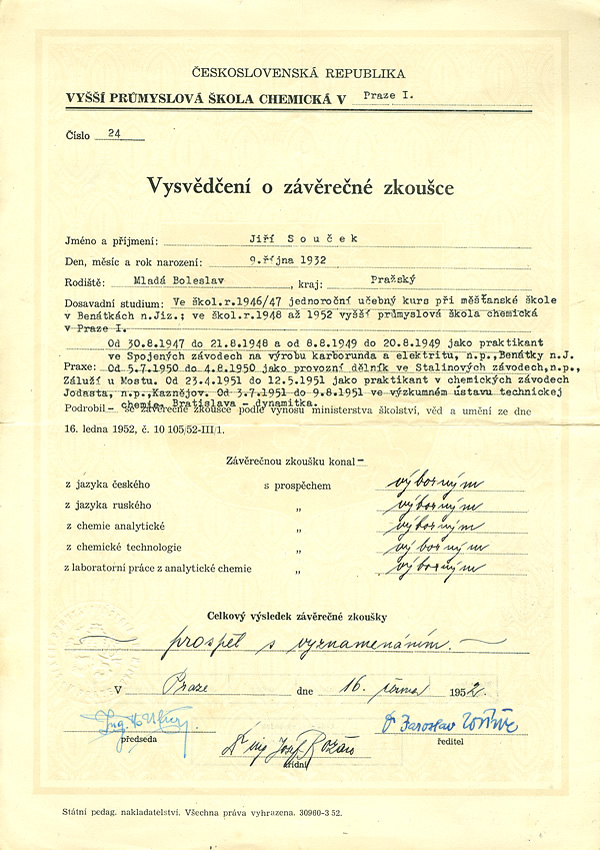 ČESKOSLOVENSKÁ REPUBLIKA
VYŠŠÍ PRŮMYSLOVÁ ŠKOLA CHEMICKÁ V Praze I.
Číslo 24
Vysvědčení o závěrečné zkoušce
Jméno a příjmení: Jiří Souček
Den, měsíc a rok narození: 9.října 1932
Rodiště: Mladá Boleslav, kraj: Pražský
Dosavadní studium: Ve škol.r.1946/47 jednoroční učebný kurs při měšťanské škole
v Benátkách n.Jiz.; ve škol.r.1948 až 1952 vyšší průmyslová škola chemická
v Praze I.
Od 30.8.1947 do 21.8.1948 a od 8.8.1949 do 20.8.1949 jako praktikant
ve Spojených závodech na výrobu karborunda a elektritu, n.p., Benátky n.J.
Praxe: Od 5.7.1950 do 4.8.1950 jako provozní dělník ve Stalinových závodech,n.p.,
Záluží u Mostu. Od 23.4.1951 do 12.5.1951 jako praktikant v chemických závodech
Jodasta, n.p.,Kaznějov. Od 3.7.1951 do 9.8.1951 ve výzkumném ústavu technickej
chemie, Bratislava – dynamitka.
Podrobil – se závěrečné zkoušce podle výnosu ministerstva školství, věd a umění ze dne
16. ledna 1952, č. 10 105/52-III/1.
Závěrečnou zkoušku konal –
z jazyka českého s prospěchem výborným
z jazyka ruského „ výborným
z chemie analytické „ výborným
z chemické technologie „ výborným
z laboratorní práce z analytické chemie „ výborným
Celkový výsledek závěrečné zkoušky
prospěl s vyznamenáním.
V Praze dne 16. června 1952.
Ing.
předseda
ing. Josef
třídní
Dr Jaroslav
ředitel
Státní pedag. nakladatelství. Všechna práva vyhrazena. 30960-3 52.